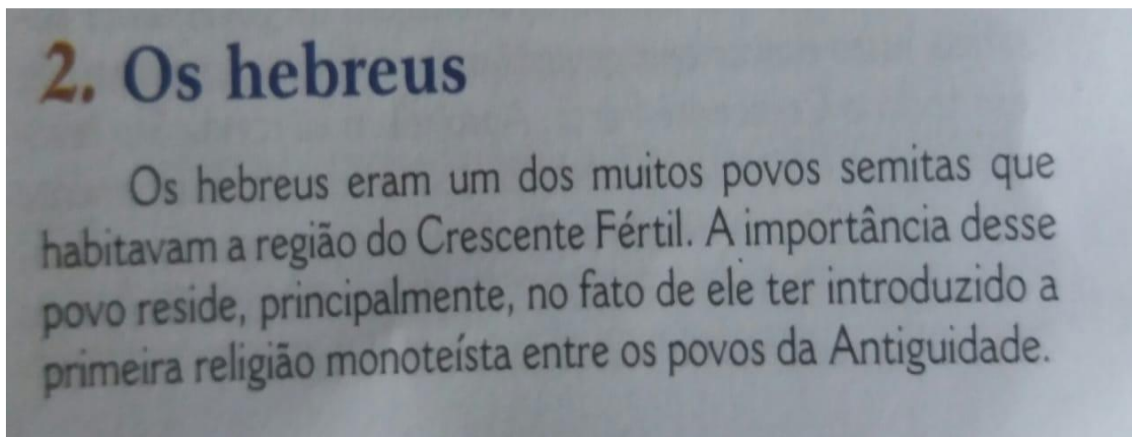 2. Os hebreus
Os hebreus eram um dos muitos povos semitas que
habitavam a região do Crescente Fértil. A importância desse
povo reside, principalmente, no fato de ele ter introduzido a
primeira religião monoteísta entre os povos da Antiguidade.